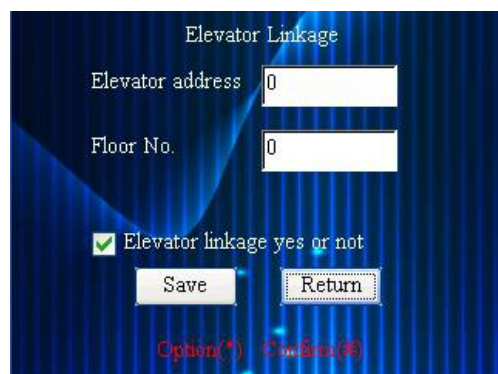 Elevator Linkage
Elevator address 0
Floor No. 0
Elevator linkage yes or not
Save Return
Option(*) Confirm(#)